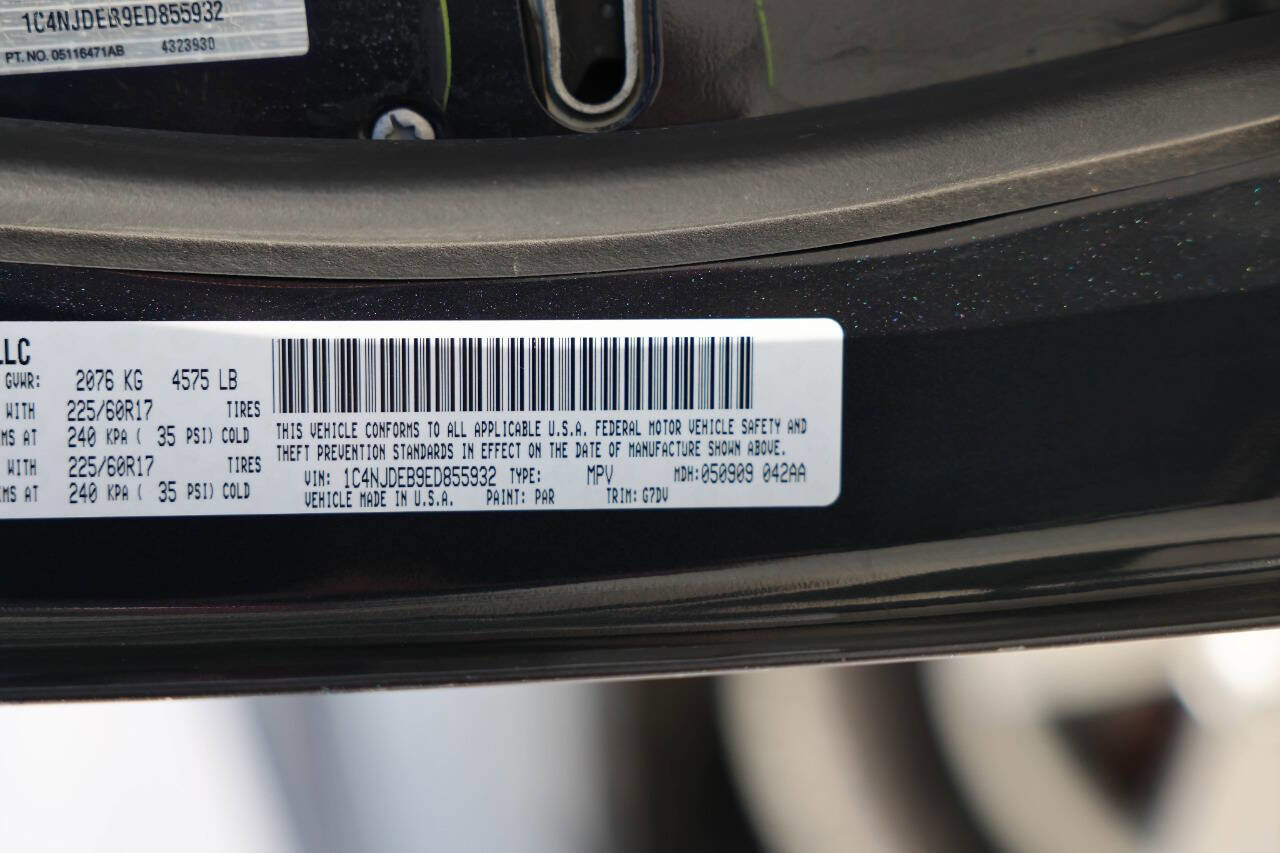 1C4NJDEB9ED855932
PT. NO. 05116471AB 4323930
LLC
GVWR: 2076 KG 4575 LB
WITH 225/60R17 TIRES
MS AT 240 KPA ( 35 PSI) COLD
WITH 225/60R17 TIRES
MS AT 240 KPA ( 35 PSI) COLD
THIS VEHICLE CONFORMS TO ALL APPLICABLE U.S.A. FEDERAL MOTOR VEHICLE SAFETY AND
THEFT PREVENTION STANDARDS IN EFFECT ON THE DATE OF MANUFACTURE SHOWN ABOVE.
VIN: 1C4NJDEB9ED855932 TYPE: MPV MDH:050909 042AA
VEHICLE MADE IN U.S.A. PAINT: PAR TRIM: G7DV